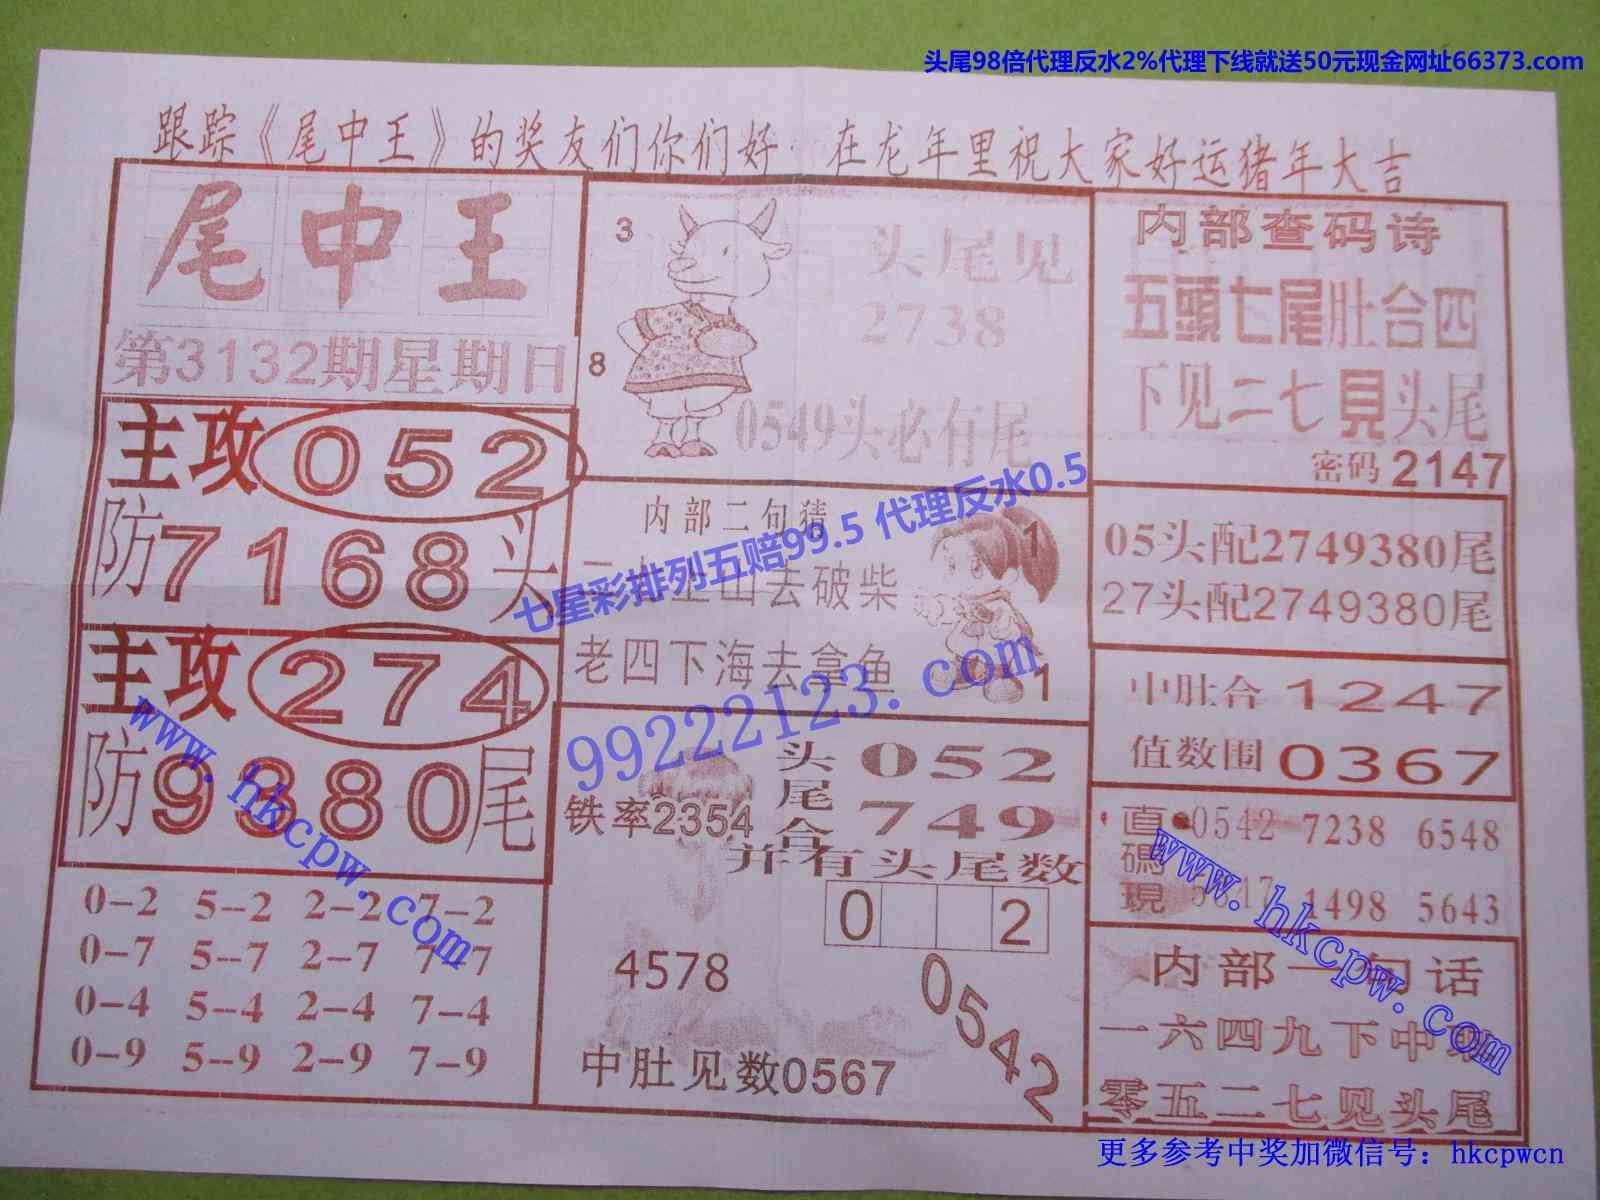 头尾98倍代理反水2%代理下线就送50元现金网址66373.com
跟踪《尾中王》的奖友们你们好·在龙年里祝大家好运猪年大吉
尾中王
第3132期星期日
主攻052
防7168头
主攻274
防9380尾
0-2 5--2 2-2 7-2
0-7 5--7 2-7 7-7
0-4 5-4 2-4 7-4
0-9 5-9 2-9 7-9
3
8
头尾见
2738
0549头必有尾
内部二句猜
上山去破柴
老四下海去拿鱼
1
1
铁率2354
头尾合
052
749
并有头尾数
0 2
4578
0542
中肚见数0567
内部查码诗
五頭七尾肚合四
下见二七見头尾
密码2147
05头配2749380尾
27头配2749380尾
中肚合1247
值数围0367
直碼現
0542 7238 6548
1498 5643
内部一句话
一六四九下中
零五二七见头尾
七星彩排列五赔99.5 代理反水0.5
99222123.com
www.hkcpw.com
www.hkcpw.com
更多参考中奖加微信号：hkcpwcn